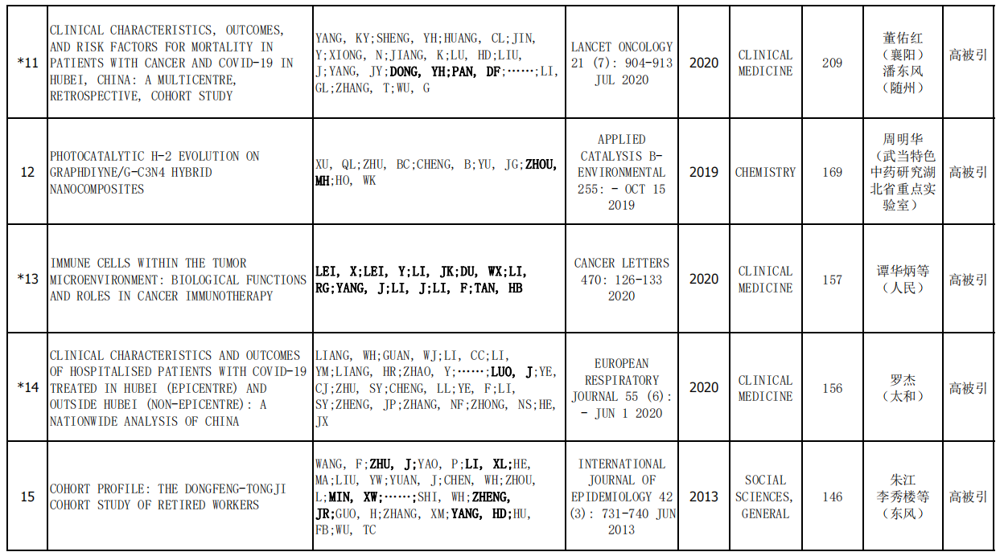 *11
CLINICAL CHARACTERISTICS, OUTCOMES,
AND RISK FACTORS FOR MORTALITY IN
PATIENTS WITH CANCER AND COVID-19 IN
HUBEI, CHINA: A MULTICENTRE,
RETROSPECTIVE, COHORT STUDY
YANG, KY;SHENG, YH;HUANG, CL;JIN,
Y;XIONG, N;JIANG, K;LU, HD;LIU,
J;YANG, JY;DONG, YH;PAN, DF;……;LI,
GL;ZHANG, T;WU, G
LANCET ONCOLOGY
21 (7): 904-913
JUL 2020
2020
CLINICAL
MEDICINE
209
董佑红
（襄阳）
潘东风
（随州）
高被引
12
PHOTOCATALYTIC H-2 EVOLUTION ON
GRAPHDIYNE/G-C3N4 HYBRID
NANOCOMPOSITES
XU, QL;ZHU, BC;CHENG, B;YU, JG;ZHOU,
MH;HO, WK
APPLIED
CATALYSIS B-
ENVIRONMENTAL
255: - OCT 15
2019
2019
CHEMISTRY
169
周明华
（武当特色
中药研究湖
北省重点实
验室）
高被引
*13
IMMUNE CELLS WITHIN THE TUMOR
MICROENVIRONMENT: BIOLOGICAL FUNCTIONS
AND ROLES IN CANCER IMMUNOTHERAPY
LEI, X;LEI, Y;LI, JK;DU, WX;LI,
RG;YANG, J;LI, J;LI, F;TAN, HB
CANCER LETTERS
470: 126-133
2020
2020
CLINICAL
MEDICINE
157
谭华炳等
（人民）
高被引
*14
CLINICAL CHARACTERISTICS AND OUTCOMES
OF HOSPITALISED PATIENTS WITH COVID-19
TREATED IN HUBEI (EPICENTRE) AND
OUTSIDE HUBEI (NON-EPICENTRE): A
NATIONWIDE ANALYSIS OF CHINA
LIANG, WH;GUAN, WJ;LI, CC;LI,
YM;LIANG, HR;ZHAO, Y;……;LUO, J;YE,
CJ;ZHU, SY;CHENG, LL;YE, F;LI,
SY;ZHENG, JP;ZHANG, NF;ZHONG, NS;HE,
JX
EUROPEAN
RESPIRATORY
JOURNAL 55 (6):
- JUN 1 2020
2020
CLINICAL
MEDICINE
156
罗杰
（太和）
高被引
15
COHORT PROFILE: THE DONGFENG-TONGJI
COHORT STUDY OF RETIRED WORKERS
WANG, F;ZHU, J;YAO, P;LI, XL;HE,
MA;LIU, YW;YUAN, J;CHEN, WH;ZHOU,
L;MIN, XW;……;SHI, WH;ZHENG,
JR;GUO, H;ZHANG, XM;YANG, HD;HU,
FB;WU, TC
INTERNATIONAL
JOURNAL OF
EPIDEMIOLOGY 42
(3): 731-740 JUN
2013
2013
SOCIAL
SCIENCES,
GENERAL
146
朱江
李秀楼等
（东风）
高被引